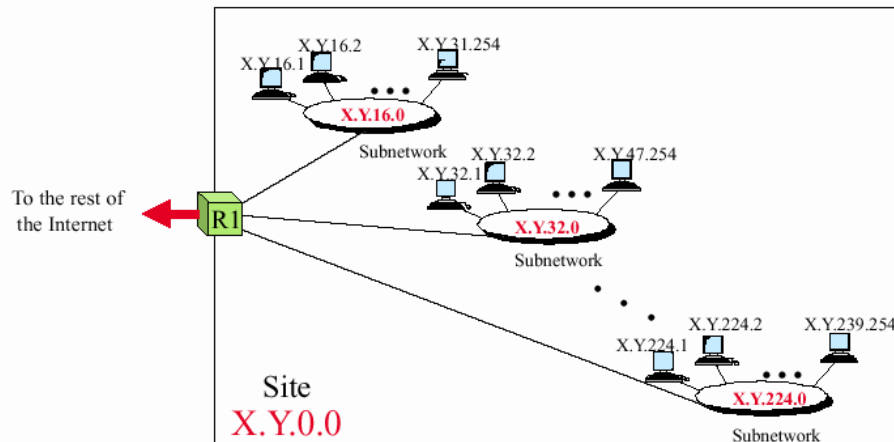 X.Y.16.1
X.Y.16.2
X.Y.31.254
X.Y.16.0
Subnetwork
X.Y.32.1
X.Y.32.2
X.Y.47.254
X.Y.32.0
Subnetwork
To the rest of
the Internet
R1
X.Y.224.1
X.Y.224.2
X.Y.239.254
X.Y.224.0
Subnetwork
Site
X.Y.0.0